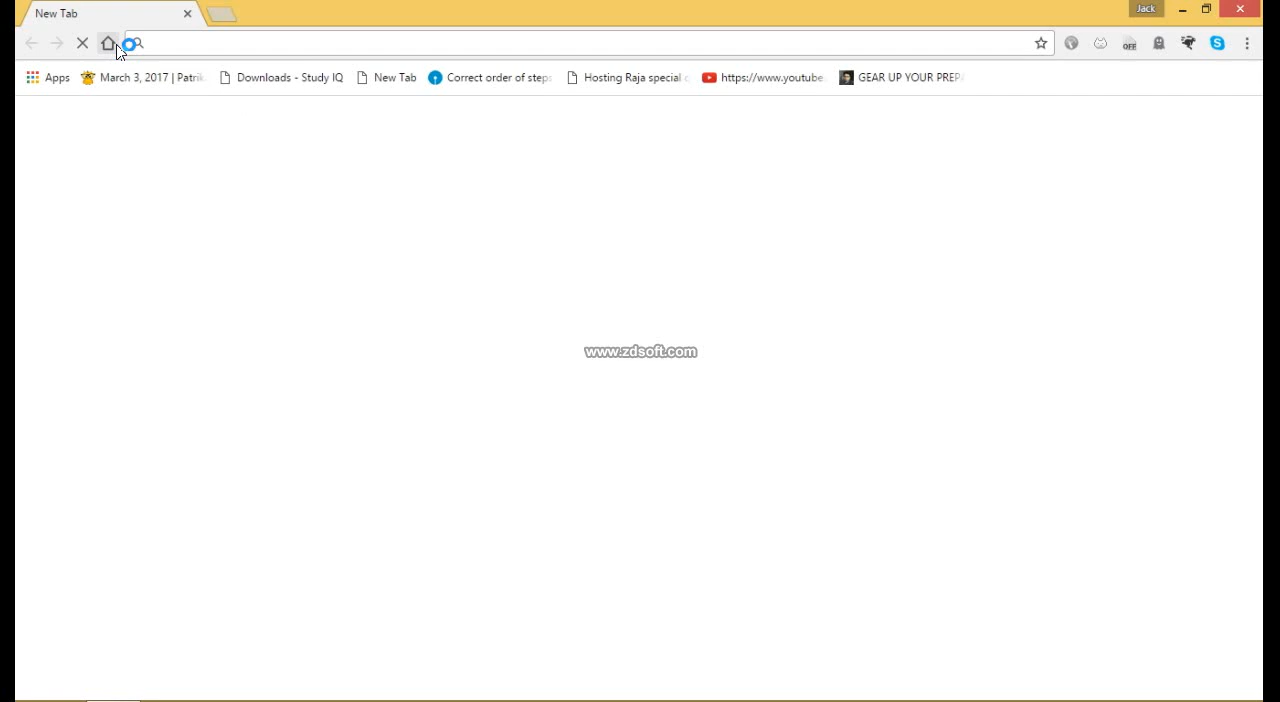 New Tab
Jack
OFF
Apps
March 3, 2017 | Patrik
Downloads - Study IQ
New Tab
Correct order of steps
Hosting Raja special
https://www.youtube
GEAR UP YOUR PREP
www.zdsoft.com